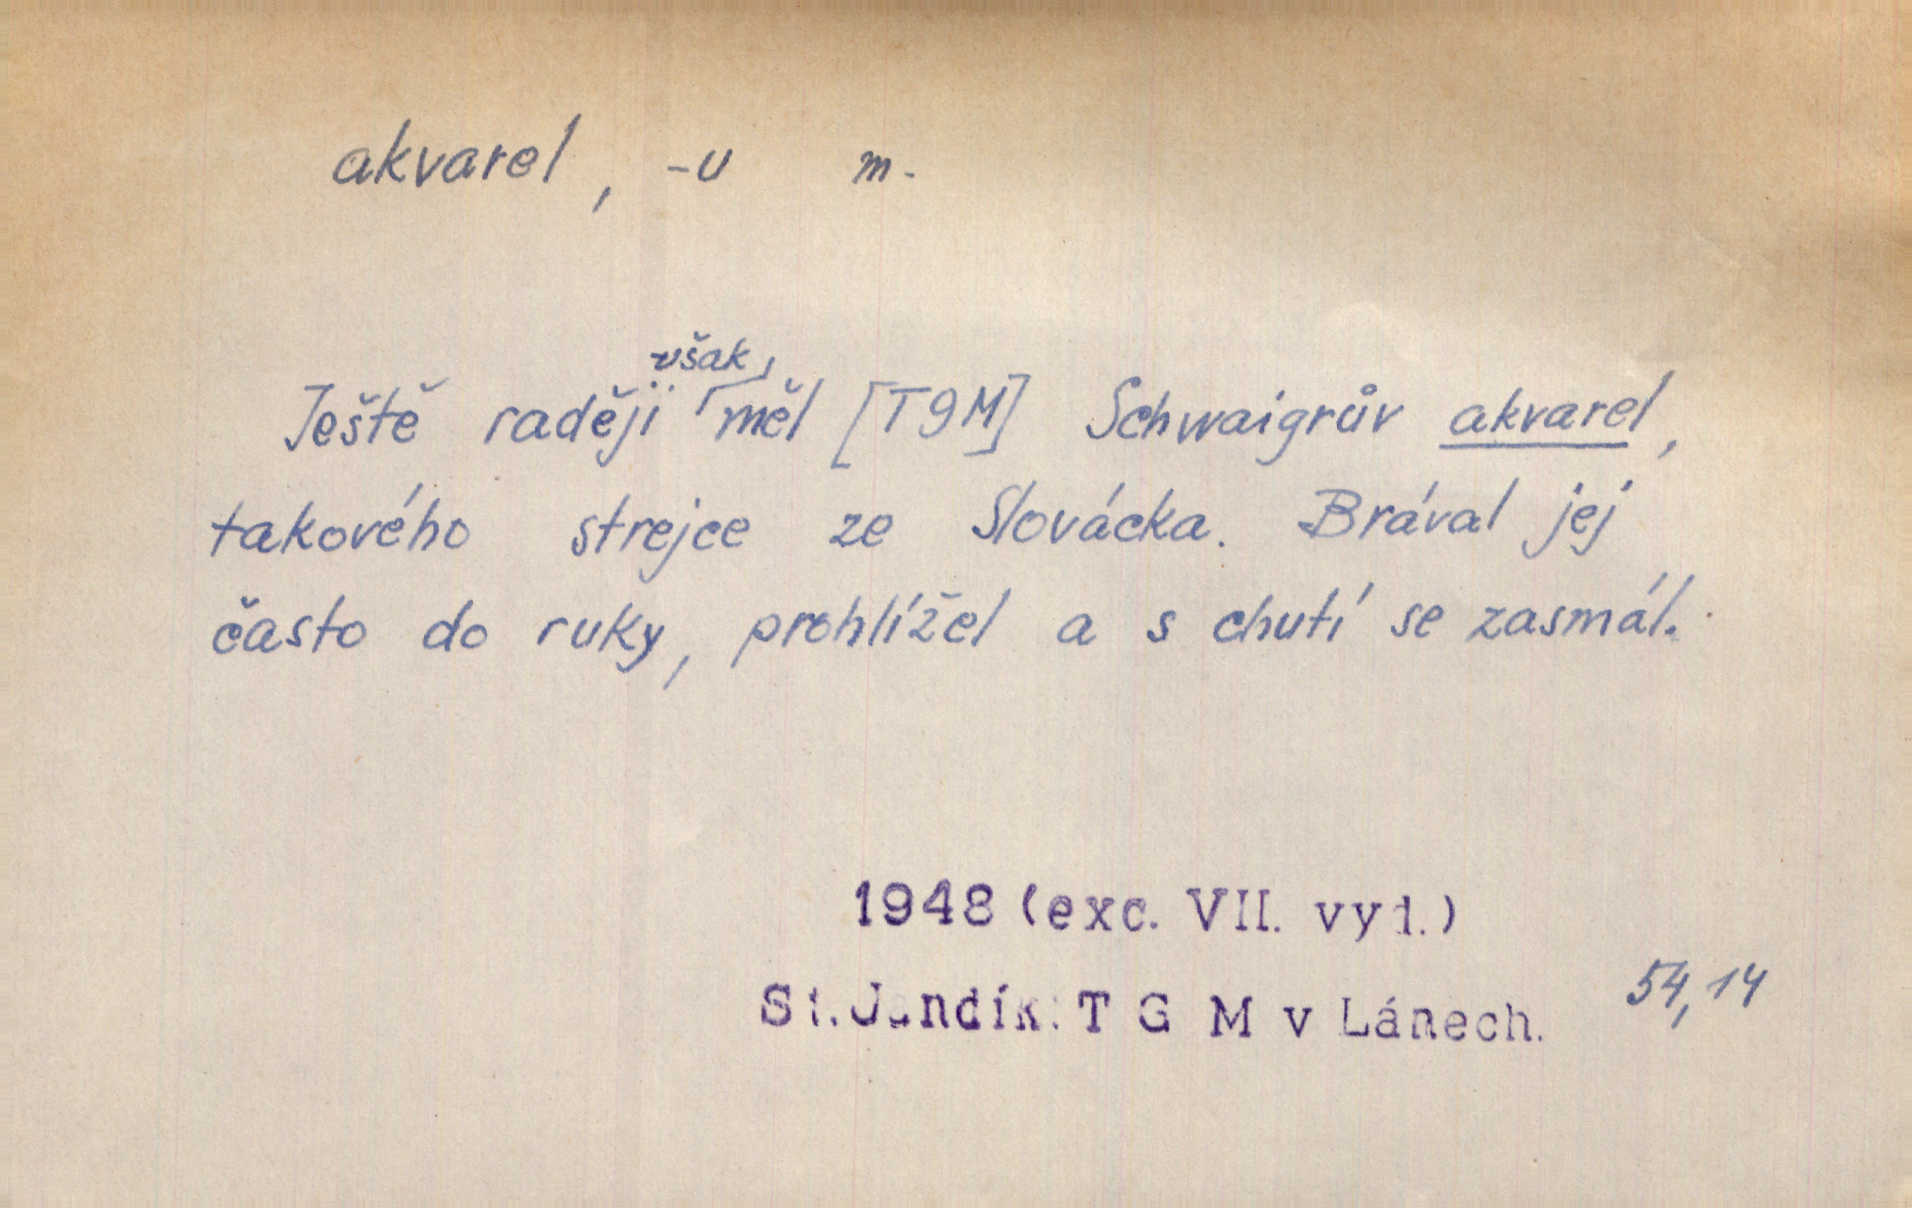 akvarel, -u m.
Ještě raději však měl [TGM] Schwaigrův akvarel,
takového strejce ze Slovácka. Brával jej
často do ruky, prohlížel a s chutí se zasmál.
1948 (exc. VII. vyd.)
St. Jandík: T G M v Lánech. 54,14